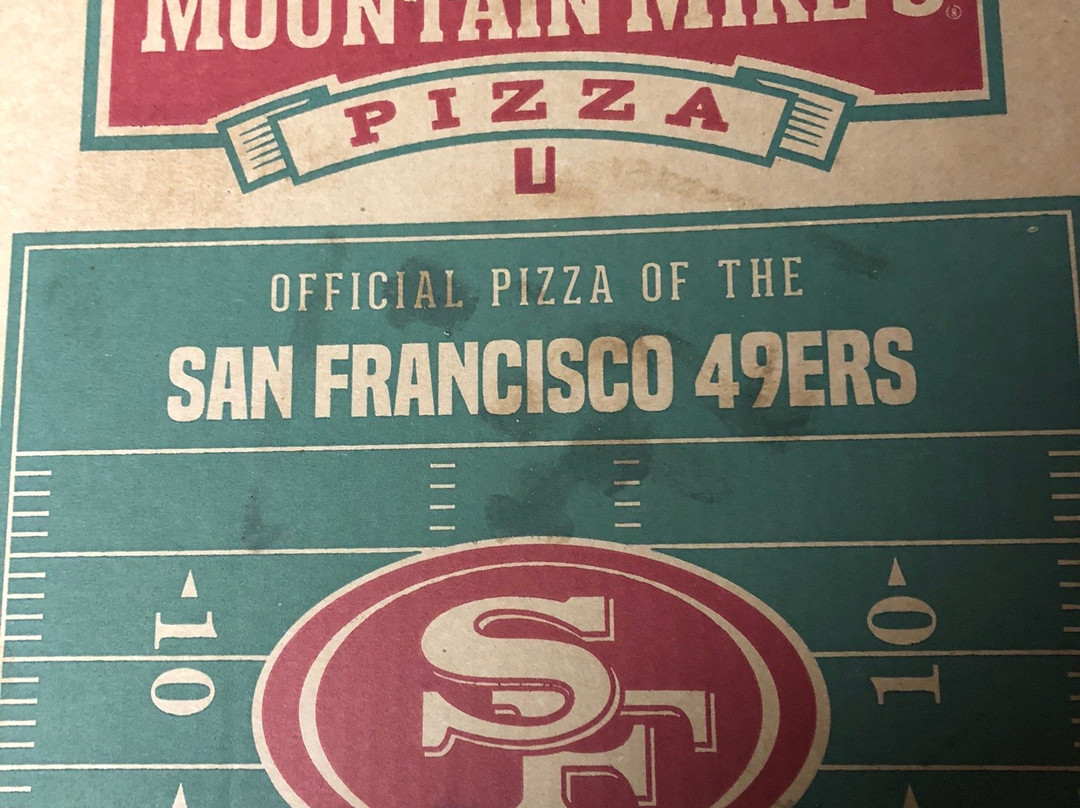 MOUNTAIN MIKE'S®
PIZZA
OFFICIAL PIZZA OF THE
SAN FRANCISCO 49ERS
10
10
SF